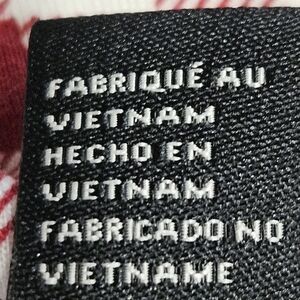 FABRIQUÉ AU
VIETNAM
HECHO EN
VIETNAM
FABRICADO NO
VIETNAME